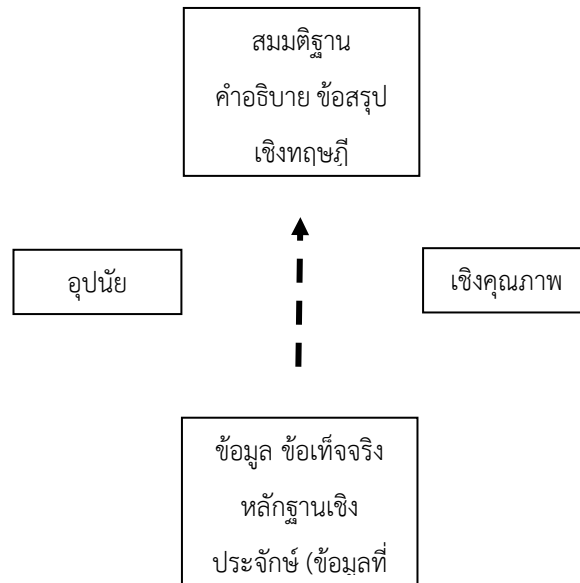 สมมติฐาน
คำอธิบาย ข้อสรุป
เชิงทฤษฎี
อุปนัย
เชิงคุณภาพ
ข้อมูล ข้อเท็จจริง
หลักฐานเชิง
ประจักษ์ (ข้อมูลที่